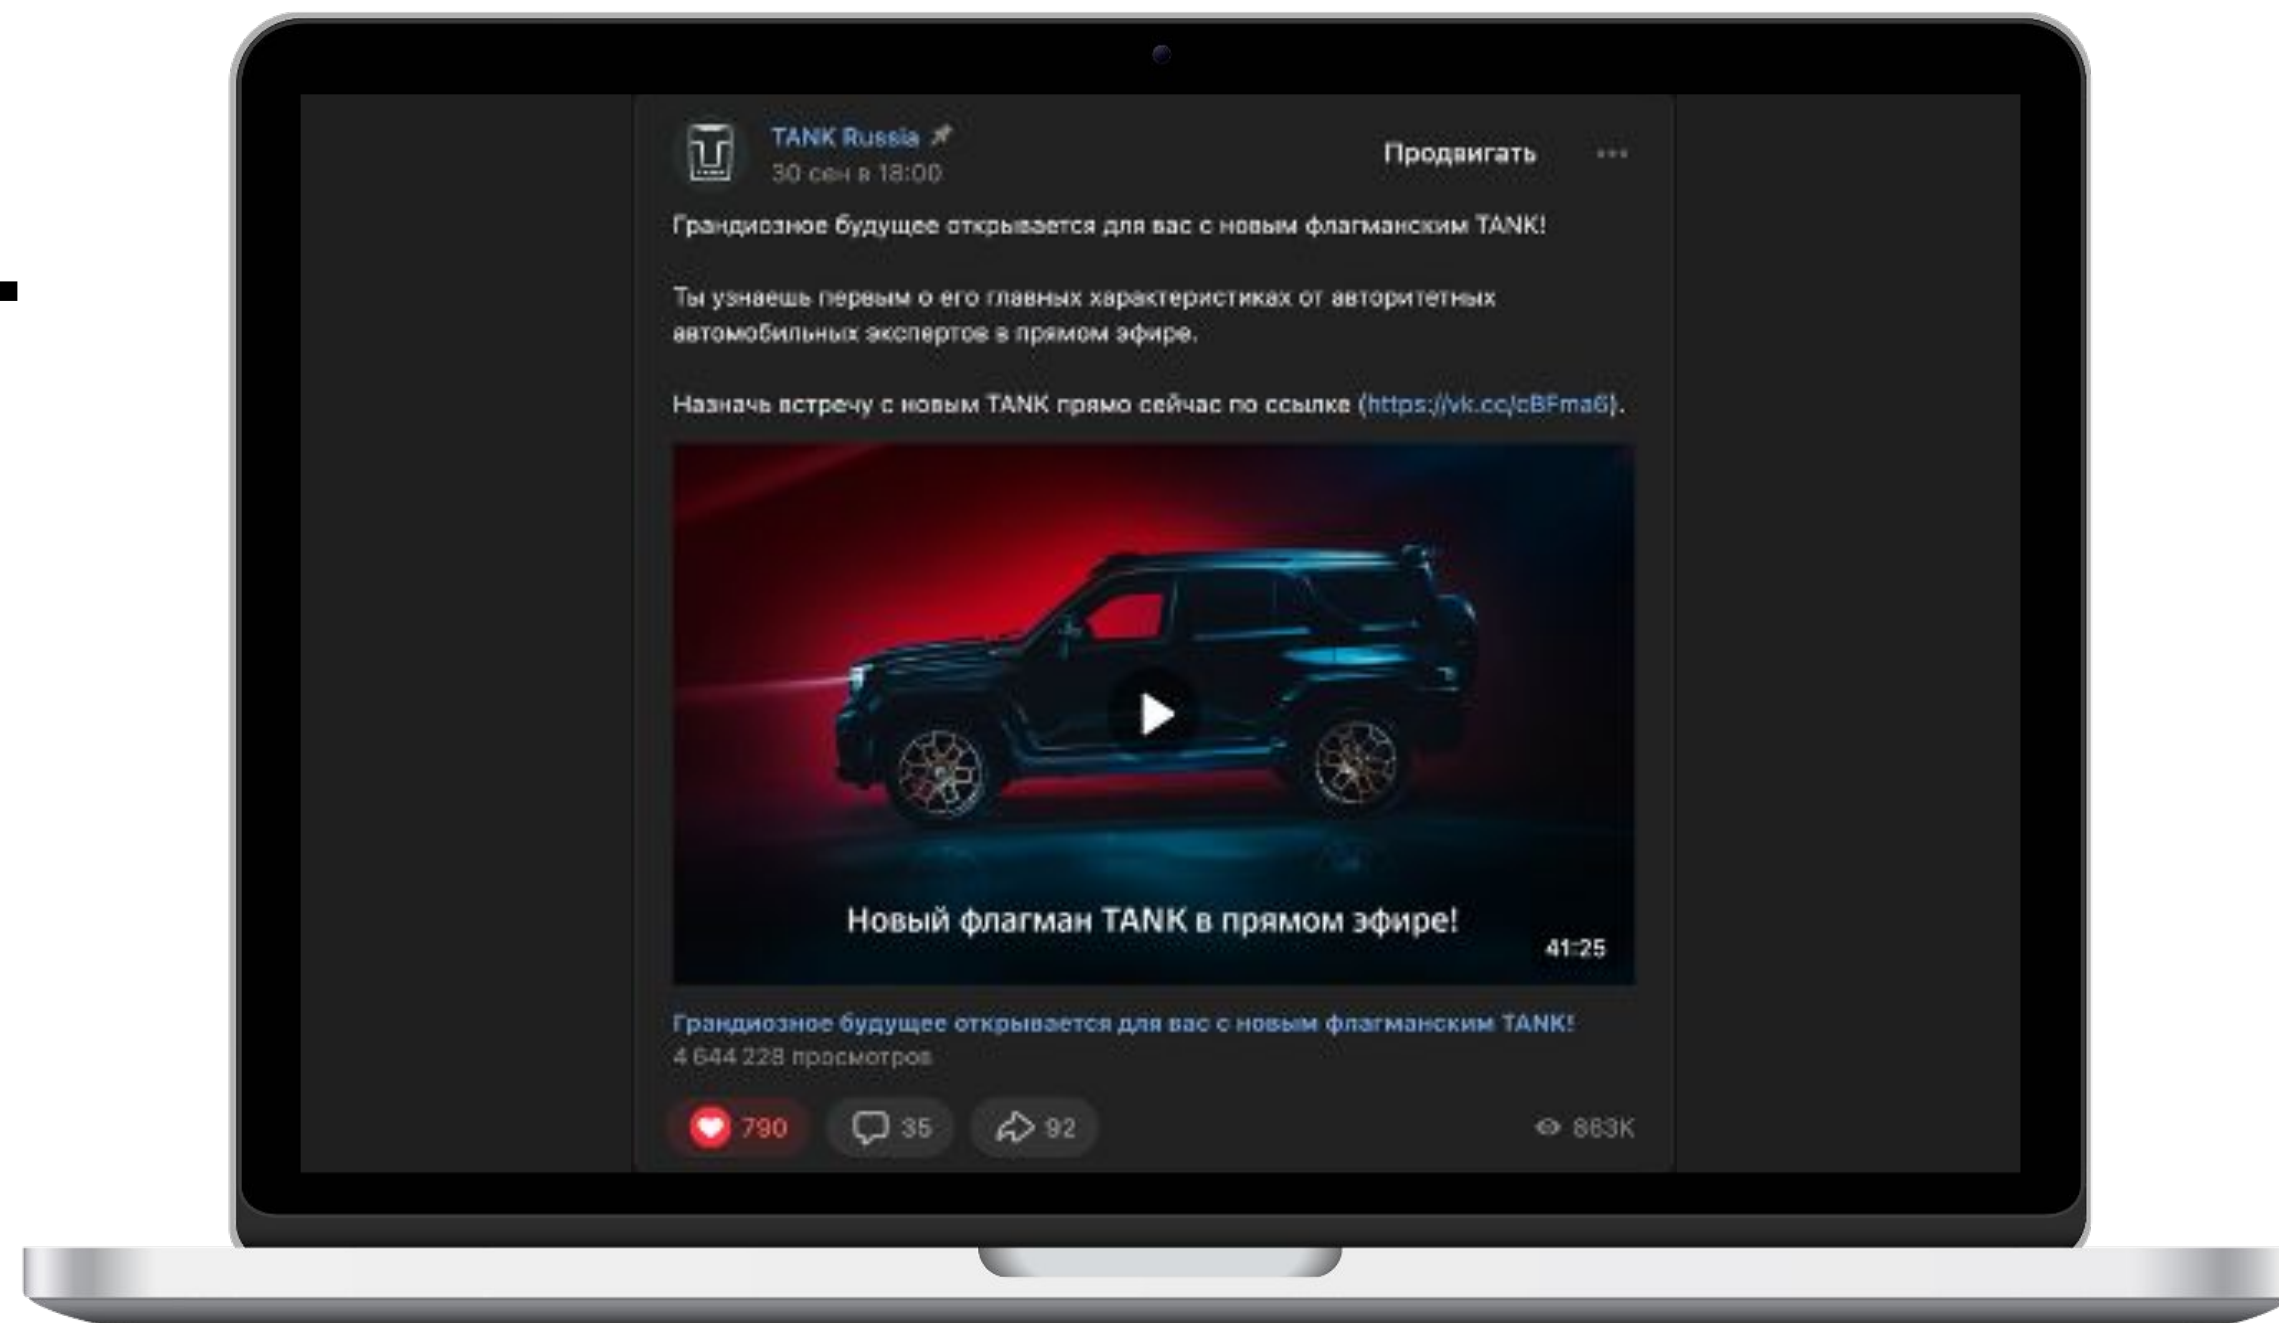 TANK Russia
30 сен в 18:00
Продвигать
Грандиозное будущее открывается для вас с новым флагманским TANK!
Ты узнаешь первым о его главных характеристиках от авторитетных
автомобильных экспертов в прямом эфире.
Назначь встречу с новым TANK прямо сейчас по ссылке (https://vk.cc/cBFma6).
Новый флагман TANK в прямом эфире!
41:25
Грандиозное будущее открывается для вас с новым флагманским TANK!
4 644 228 просмотров
790
35
92
863K